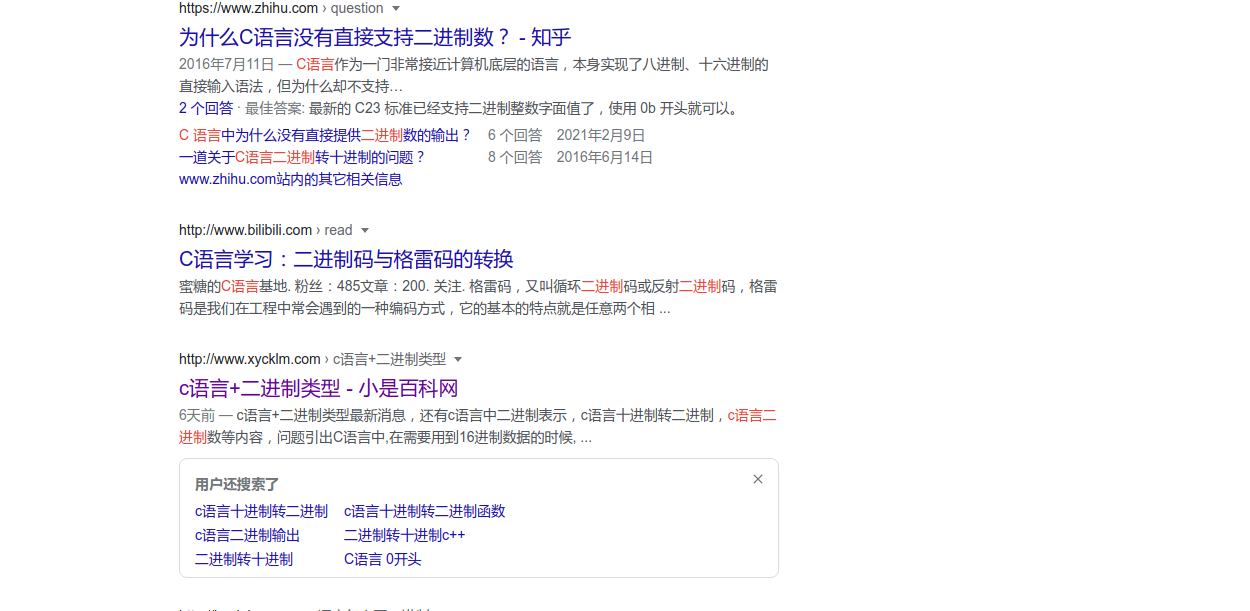 https://www.zhihu.com › question
为什么C语言没有直接支持二进制数？ - 知乎
2016年7月11日 — C语言作为一门非常接近计算机底层的语言，本身实现了八进制、十六进制的
直接输入语法，但为什么却不支持…
2 个回答 · 最佳答案: 最新的 C23 标准已经支持二进制整数字面值了，使用 0b 开头就可以。
C 语言中为什么没有直接提供二进制数的输出？ 6 个回答 2021年2月9日
一道关于C语言二进制转十进制的问题？ 8 个回答 2016年6月14日
www.zhihu.com站内的其它相关信息
http://www.bilibili.com › read
C语言学习：二进制码与格雷码的转换
蜜糖的C语言基地. 粉丝：485文章：200. 关注. 格雷码，又叫循环二进制码或反射二进制码，格雷
码是我们在工程中常会遇到的一种编码方式，它的基本的特点就是任意两个相 ...
http://www.xycklm.com › c语言+二进制类型
c语言+二进制类型 - 小是百科网
6天前 — c语言+二进制类型最新消息，还有c语言中二进制表示，c语言十进制转二进制，c语言二
进制数等内容，问题引出C语言中,在需要用到16进制数据的时候, ...
用户还搜索了
c语言十进制转二进制 c语言十进制转二进制函数
c语言二进制输出 二进制转十进制c++
二进制转十进制 C语言 0开头